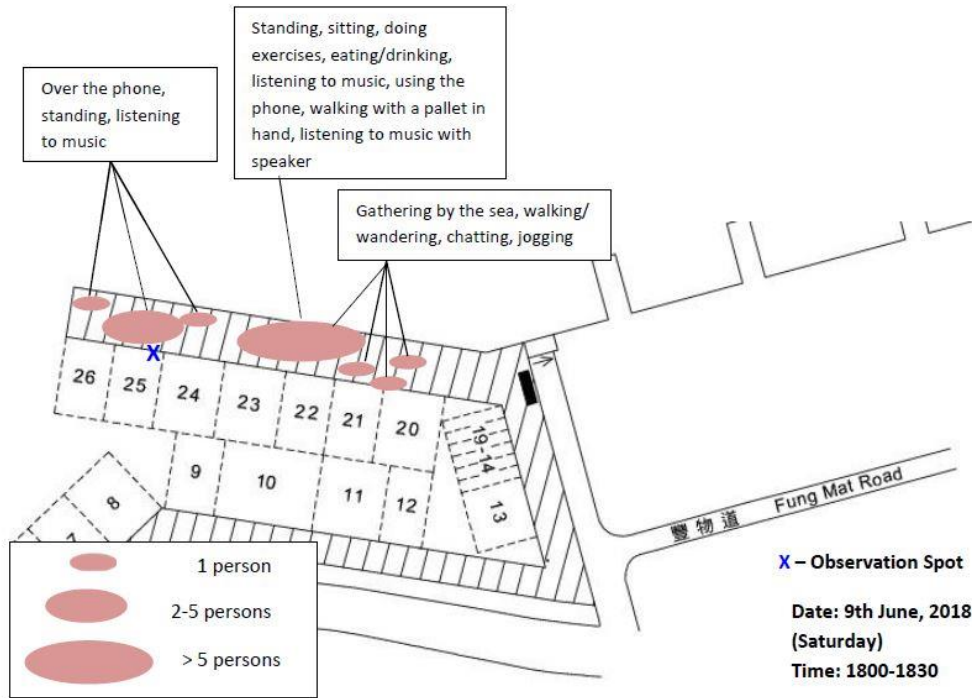 Standing, sitting, doing
exercises, eating/drinking,
listening to music, using the
phone, walking with a pallet in
hand, listening to music with
speaker
Over the phone,
standing, listening
to music
Gathering by the sea, walking/
wandering, chatting, jogging
26
25
24
23
22
21
20
19-14
13
9
10
11
12
8
7
豐物道 Fung Mat Road
X
1 person
2-5 persons
> 5 persons
X – Observation Spot
Date: 9th June, 2018
(Saturday)
Time: 1800-1830